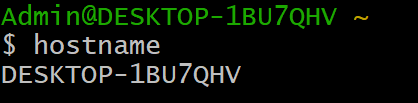 Admin@DESKTOP-1BU7QHV ~
$ hostname
DESKTOP-1BU7QHV